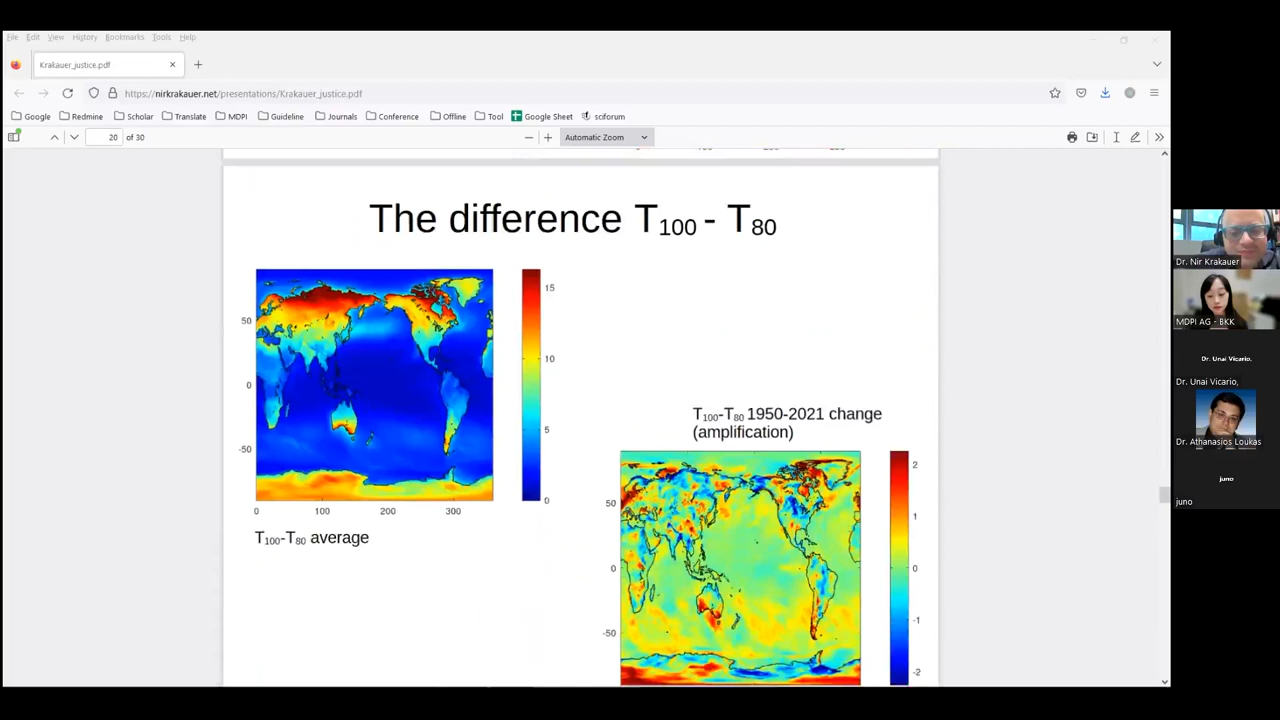 File Edit View History Bookmarks Tools Help
Krakauer_justice.pdf
https://nirkrakauer.net/presentations/Krakauer_justice.pdf
Google Redmine Scholar Translate MDPI Guideline Journals Conference Offline Tool Google Sheet sciforum
20 of 30
Automatic Zoom
The difference T100 - T80
15
10
5
0
50
0
-50
0 100 200 300
T100-T80 average
T100-T80 1950-2021 change
(amplification)
2
1
0
-1
-2
50
0
-50
Dr. Nir Krakauer
MDPI AG - BKK
Dr. Unai Vicario,
Dr. Unai Vicario,
Dr. Athanasios Loukas
juno
juno